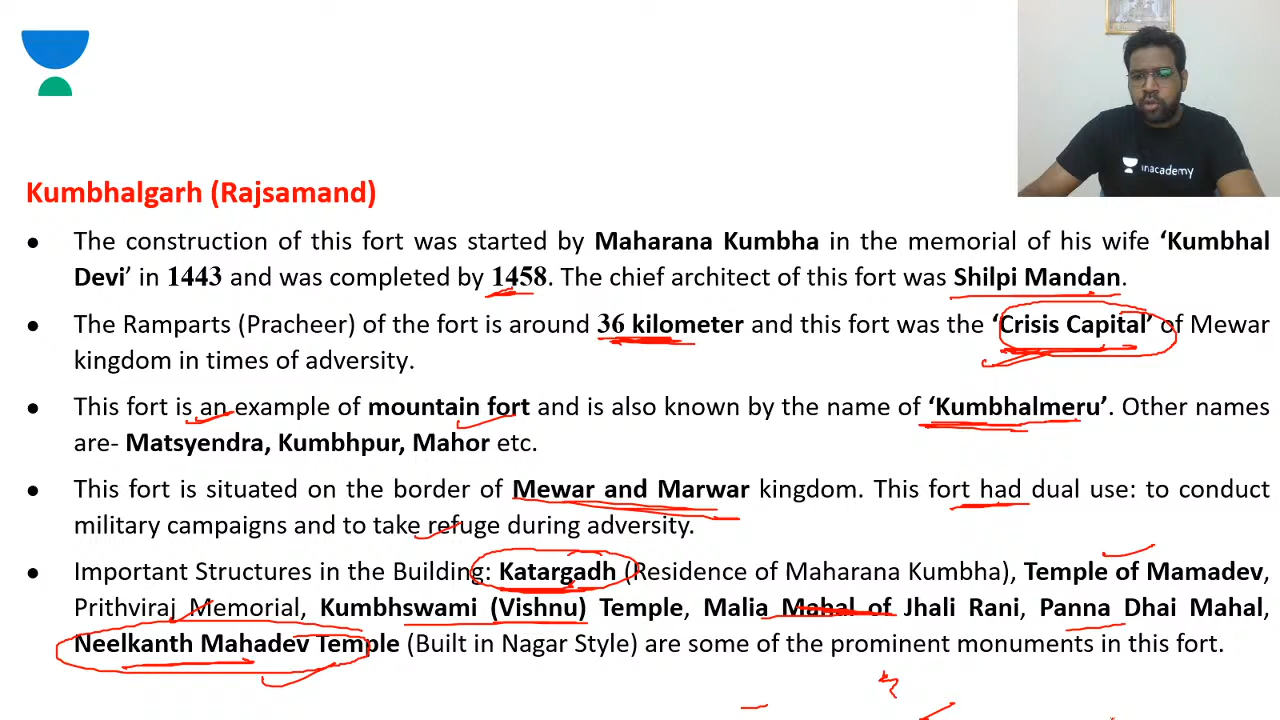 unacademy
Kumbhalgarh (Rajsamand)
● The construction of this fort was started by Maharana Kumbha in the memorial of his wife ‘Kumbhal
Devi’ in 1443 and was completed by 1458. The chief architect of this fort was Shilpi Mandan.
● The Ramparts (Pracheer) of the fort is around 36 kilometer and this fort was the ‘Crisis Capital’ of Mewar
kingdom in times of adversity.
● This fort is an example of mountain fort and is also known by the name of ‘Kumbhalmeru’. Other names
are- Matsyendra, Kumbhpur, Mahor etc.
● This fort is situated on the border of Mewar and Marwar kingdom. This fort had dual use: to conduct
military campaigns and to take refuge during adversity.
● Important Structures in the Building: Katargadh (Residence of Maharana Kumbha), Temple of Mamadev,
Prithviraj Memorial, Kumbhswami (Vishnu) Temple, Malia Mahal of Jhali Rani, Panna Dhai Mahal,
Neelkanth Mahadev Temple (Built in Nagar Style) are some of the prominent monuments in this fort.